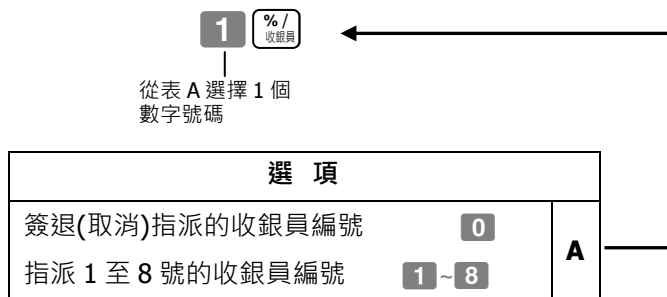 1 %/收銀員
從表 A 選擇 1 個
數字號碼
選 項
簽退(取消)指派的收銀員編號 0
A
指派 1 至 8 號的收銀員編號 1 ~ 8